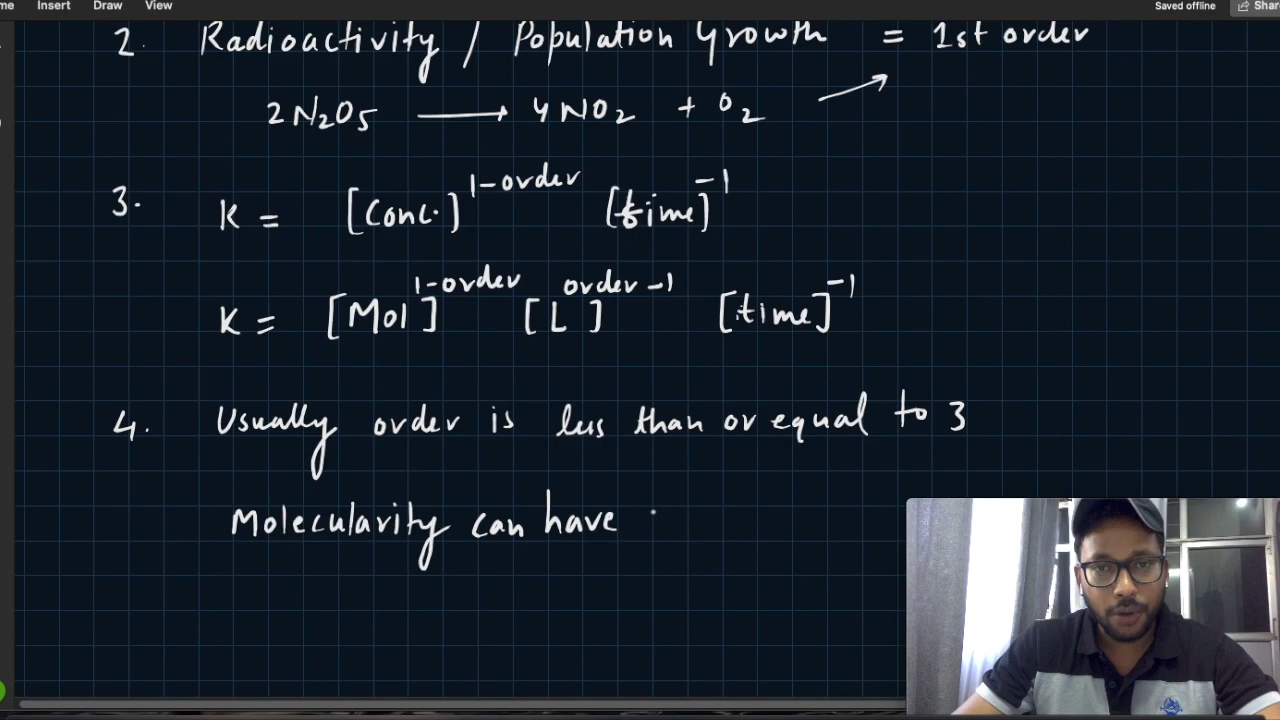 me Insert Draw View Saved offline Shar
2. Radioactivity / Population Growth = 1st order
2N₂O₅ ⟶ 4NO₂ + O₂
3. K = [Conc.]^1-order [time]^-1
K = [Mol]^1-order [L]^order-1 [time]^-1
4. Usually order is less than or equal to 3
Molecularity can have